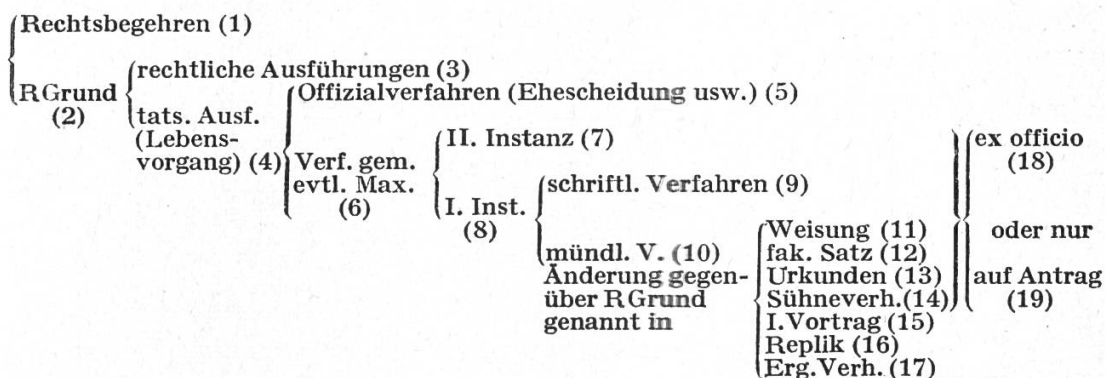 Rechtsbegehren (1)
RGrund
(2)
rechtliche Ausführungen (3)
tats. Ausf.
(Lebens-
vorgang) (4)
Offizialverfahren (Ehescheidung usw.) (5)
Verf. gem.
evtl. Max.
(6)
II. Instanz (7)
I. Inst.
(8)
schriftl. Verfahren (9)
mündl. V. (10)
Änderung gegen-
über RGrund
genannt in
Weisung (11)
fak. Satz (12)
Urkunden (13)
Sühneverh.(14)
I.Vortrag (15)
Replik (16)
Erg.Verh. (17)
ex officio
(18)
oder nur
auf Antrag
(19)